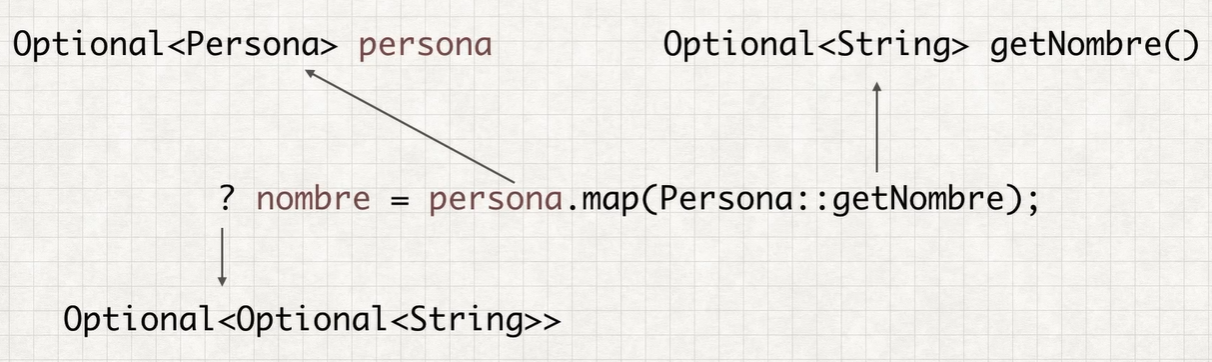 Optional<Persona> persona
Optional<String> getNombre()
? nombre = persona.map(Persona::getNombre);
Optional<Optional<String>>